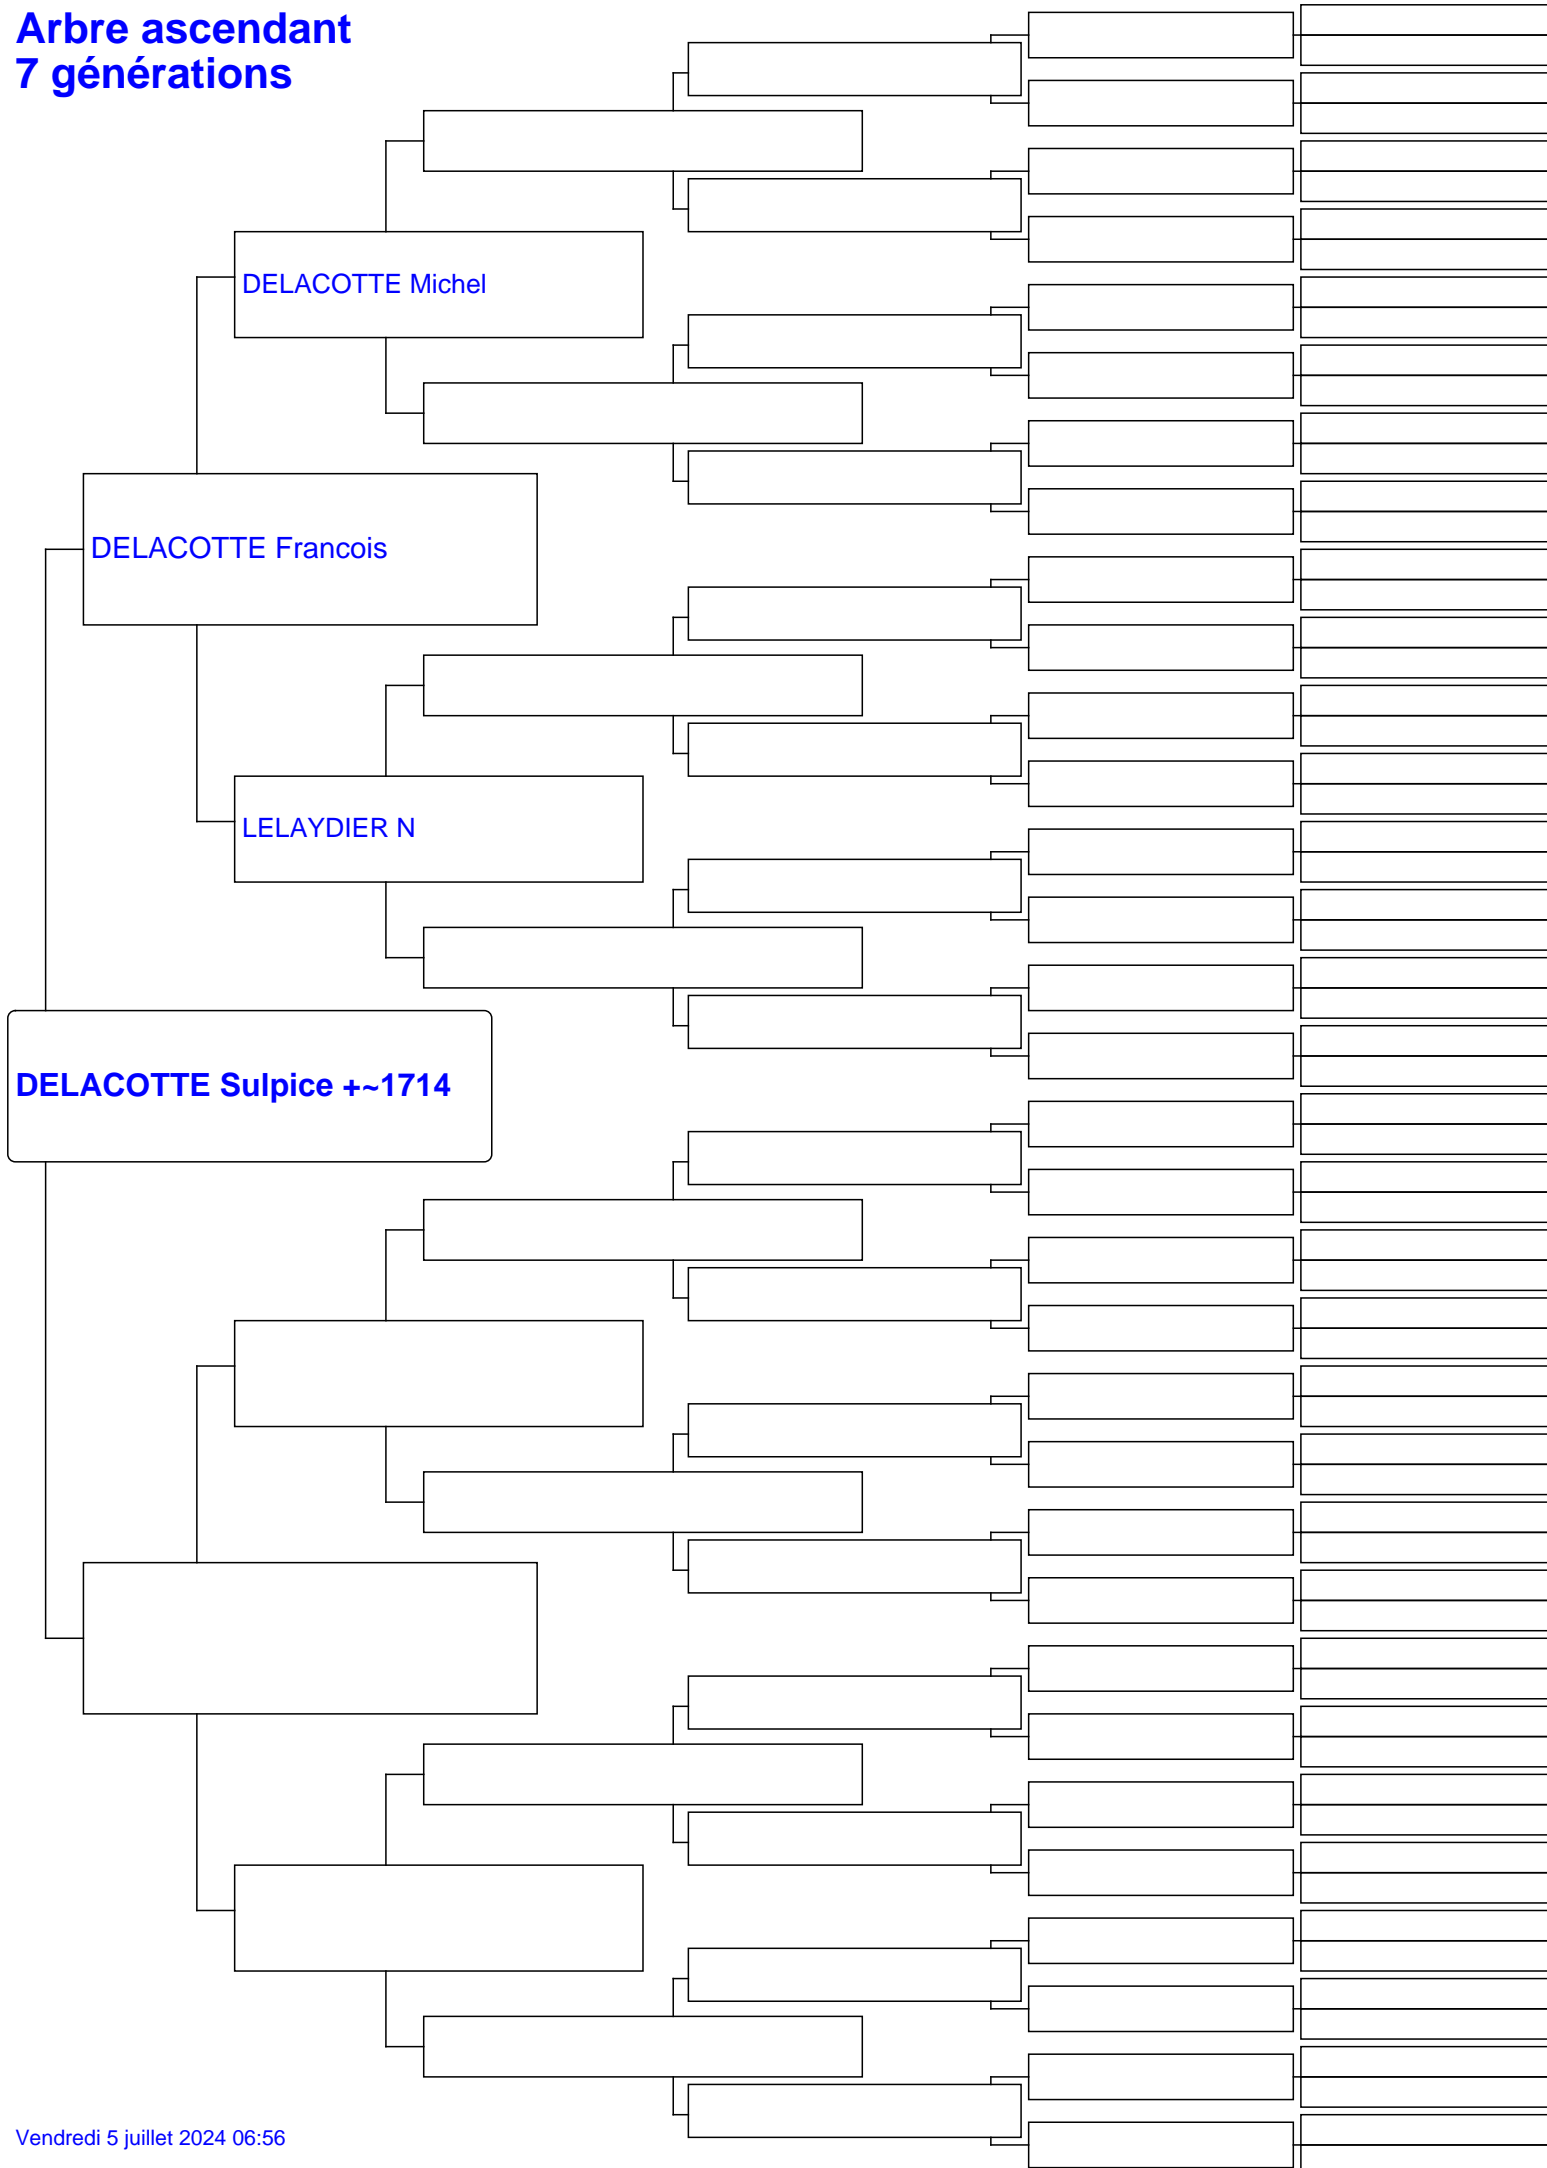 Arbre ascendant
7 générations
DELACOTTE Michel
DELACOTTE Francois
LELAYDIER N
DELACOTTE Sulpice +~1714
Vendredi 5 juillet 2024 06:56